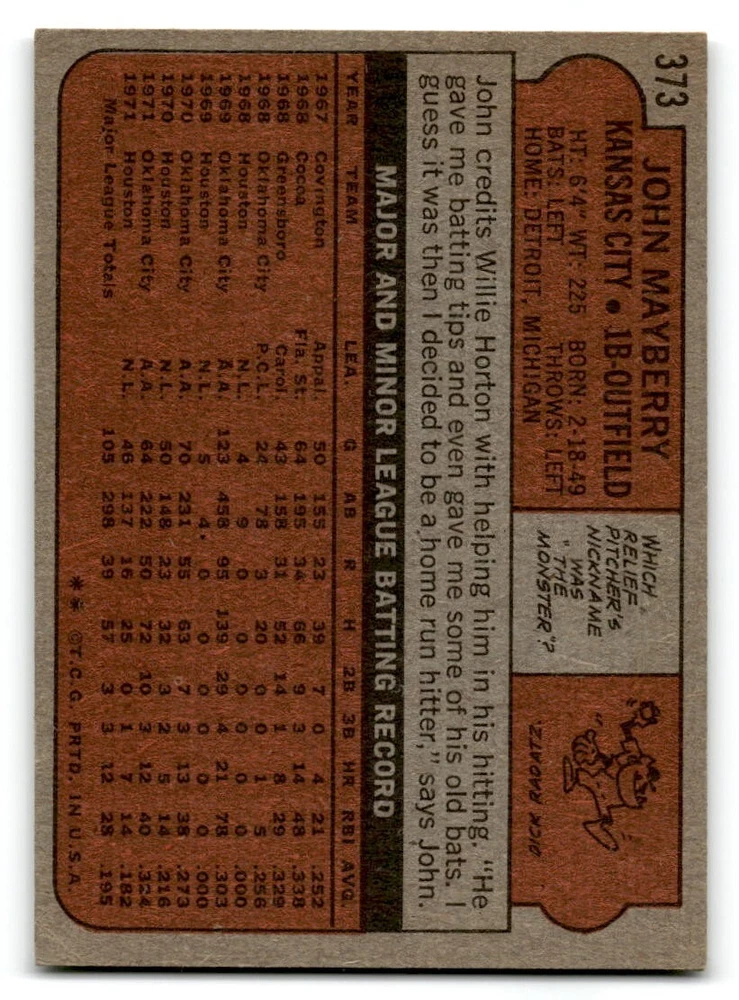 373
JOHN MAYBERRY
KANSAS CITY • 1B-OUTFIELD
HT: 6'4" WT: 225 BORN: 2-18-49
BATS: LEFT THROWS: LEFT
HOME: DETROIT, MICHIGAN
WHICH
RELIEF
PITCHER'S
NICKNAME
WAS
"THE
MONSTER"?
DICK RADATZ.
John credits Willie Horton with helping him in his hitting. "He
gave me batting tips and even gave me some of his old bats. I
guess it was then I decided to be a home run hitter," says John.
MAJOR AND MINOR LEAGUE BATTING RECORD
YEAR TEAM LEA. G AB R H 2B 3B HR RBI AVG.
1967 Covington Appal. 50 155 23 39 7 0 4 21 .252
1968 Cocoa Fla. St. 64 195 34 66 9 3 14 48 .338
1968 Greensboro Carol. 43 158 31 52 14 1 8 29 .329
1968 Oklahoma City P.C.L. 24 78 3 20 0 0 1 5 .256
1968 Houston N.L. 4 9 0 0 0 0 0 0 .000
1969 Oklahoma City A.A. 123 458 95 139 29 4 21 78 .303
1969 Houston N.L. 5 4 0 0 0 0 0 0 .000
1970 Oklahoma City A.A. 70 231 55 63 7 3 13 38 .273
1970 Houston N.L. 50 148 23 32 3 2 5 14 .216
1971 Oklahoma City A.A. 64 222 50 72 10 3 12 40 .324
1971 Houston N.L. 46 137 16 25 0 1 7 14 .182
Major League Totals 105 298 39 57 3 3 12 28 .195
** ©T.C.G. PRTD. IN U.S.A.